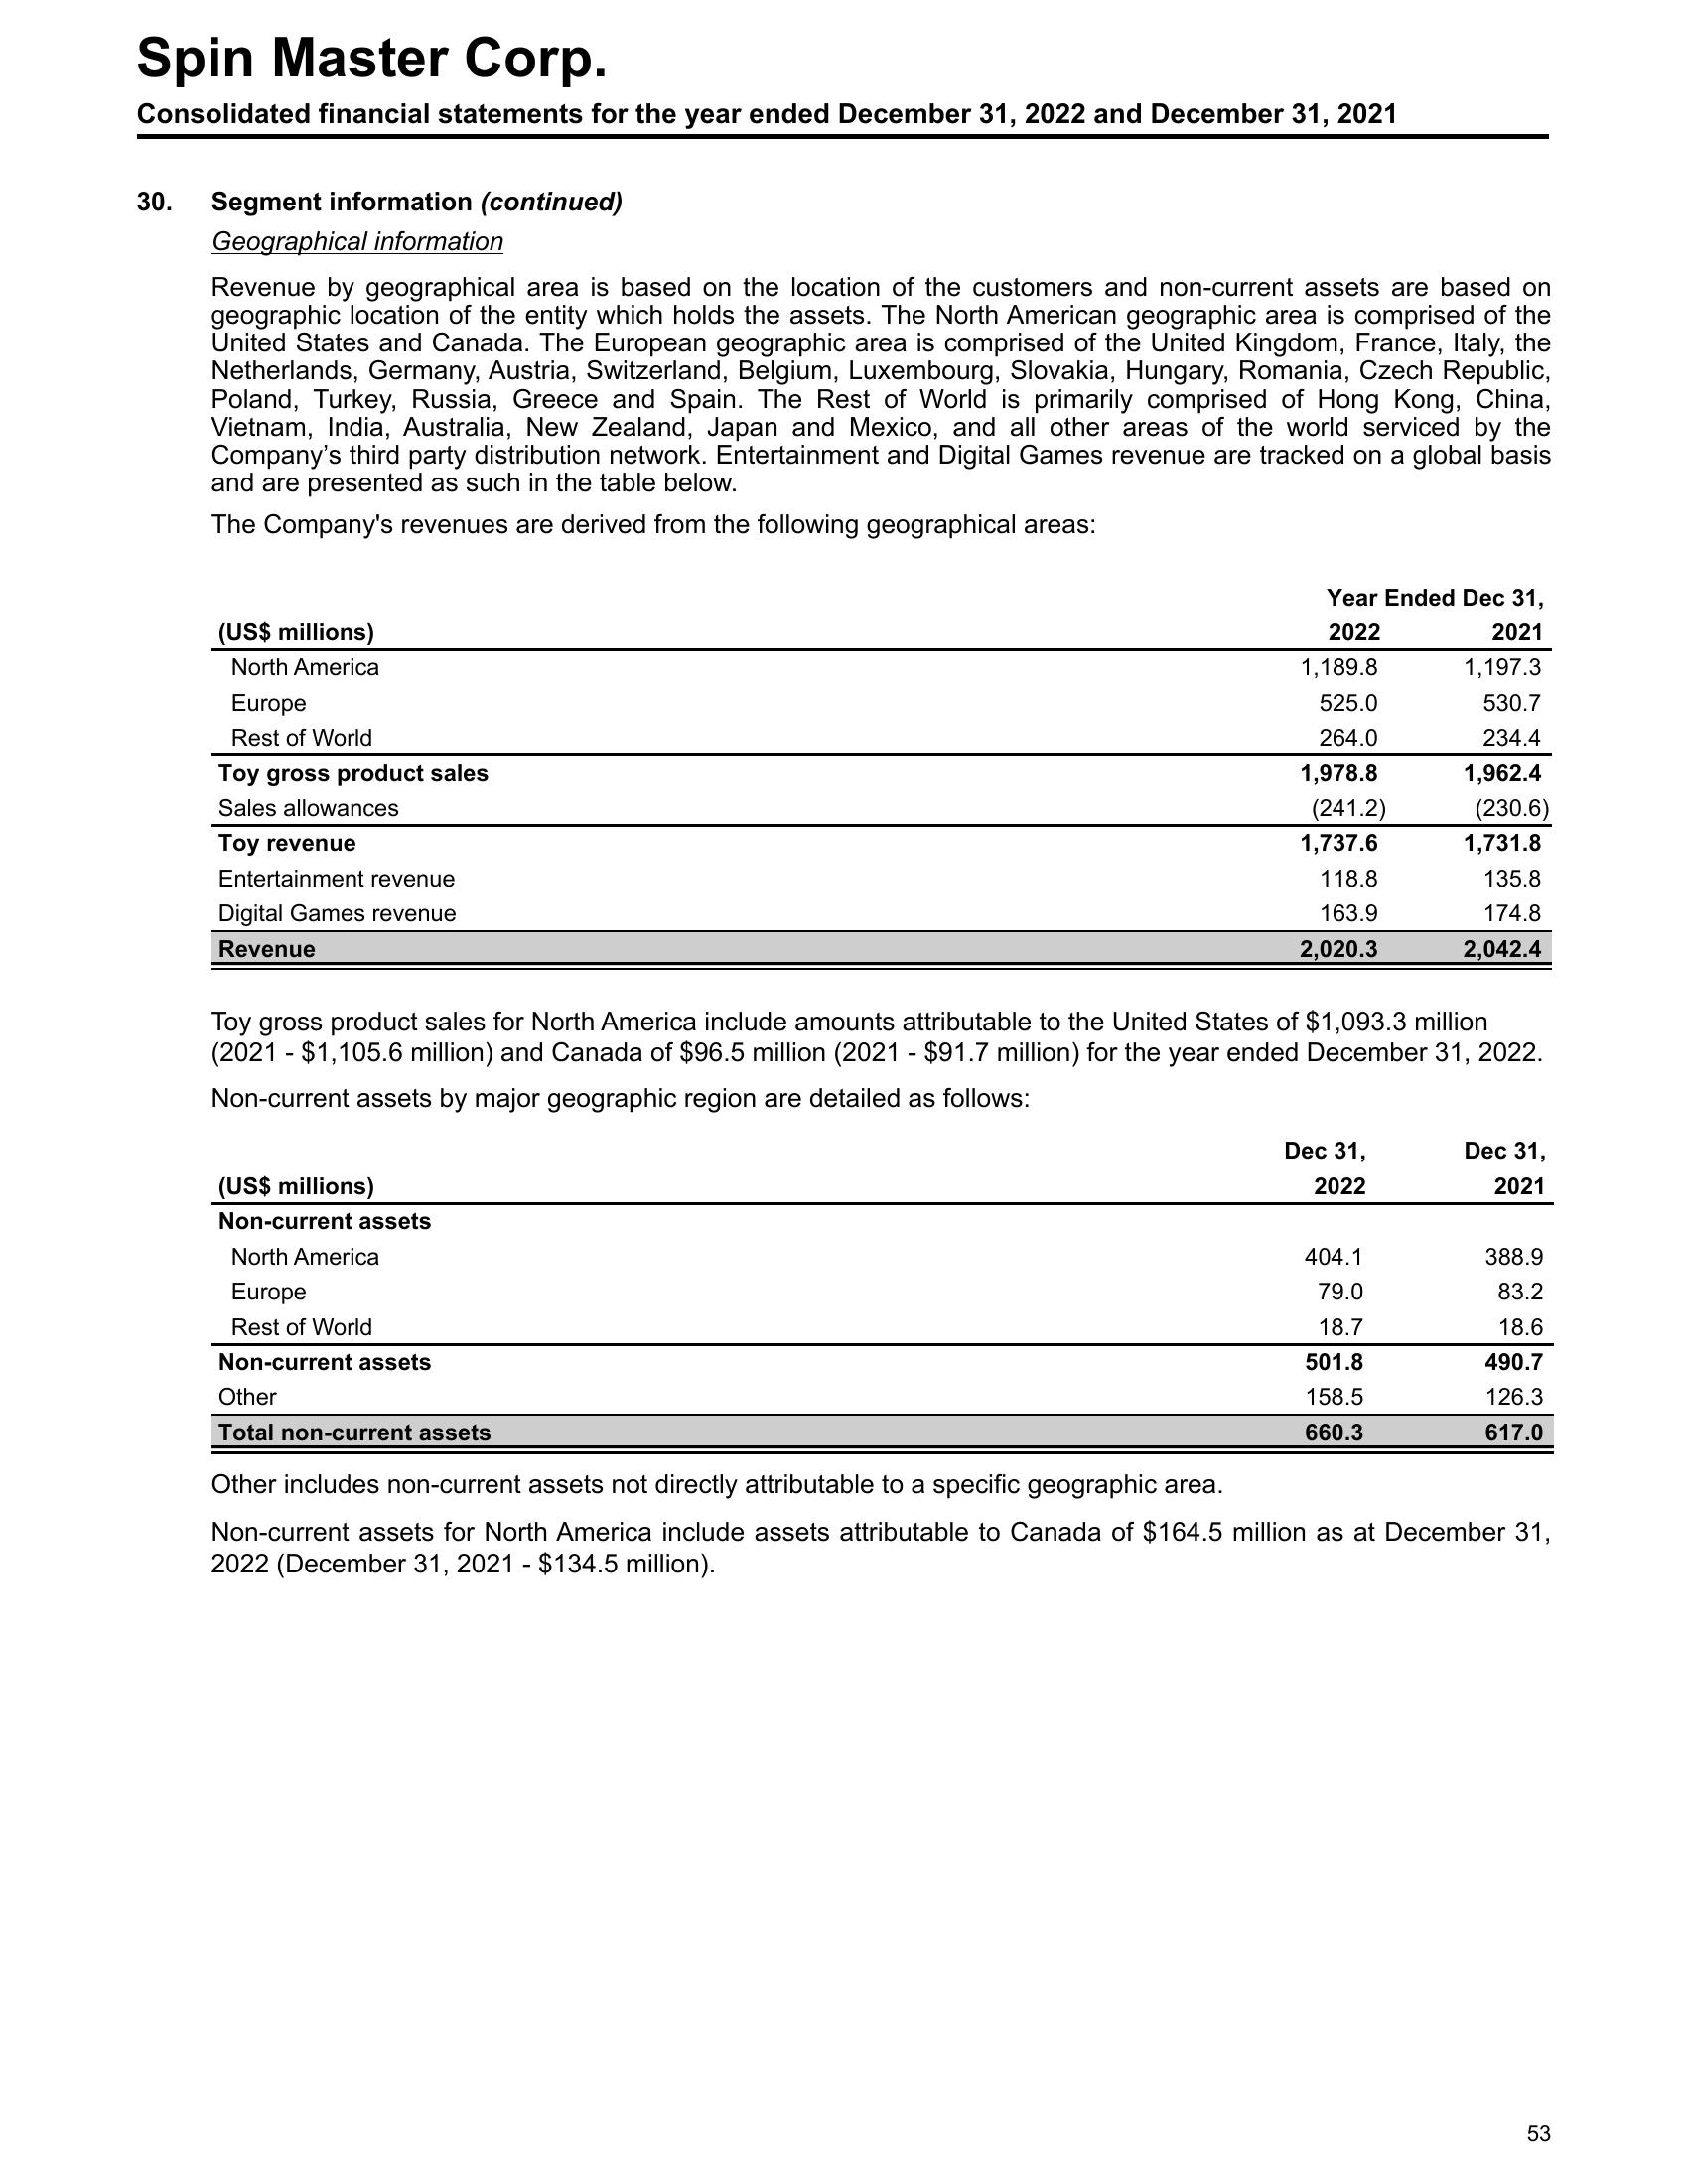 Spin Master Corp.
Consolidated financial statements for the year ended December 31, 2022 and December 31, 2021
30. Segment information (continued)
Geographical information
Revenue by geographical area is based on the location of the customers and non-current assets are based on
geographic location of the entity which holds the assets. The North American geographic area is comprised of the
United States and Canada. The European geographic area is comprised of the United Kingdom, France, Italy, the
Netherlands, Germany, Austria, Switzerland, Belgium, Luxembourg, Slovakia, Hungary, Romania, Czech Republic,
Poland, Turkey, Russia, Greece and Spain. The Rest of World is primarily comprised of Hong Kong, China,
Vietnam, India, Australia, New Zealand, Japan and Mexico, and all other areas of the world serviced by the
Company’s third party distribution network. Entertainment and Digital Games revenue are tracked on a global basis
and are presented as such in the table below.
The Company's revenues are derived from the following geographical areas:
Year Ended Dec 31,
(US$ millions) 2022 2021
North America 1,189.8 1,197.3
Europe 525.0 530.7
Rest of World 264.0 234.4
Toy gross product sales 1,978.8 1,962.4
Sales allowances (241.2) (230.6)
Toy revenue 1,737.6 1,731.8
Entertainment revenue 118.8 135.8
Digital Games revenue 163.9 174.8
Revenue 2,020.3 2,042.4
Toy gross product sales for North America include amounts attributable to the United States of $1,093.3 million
(2021 - $1,105.6 million) and Canada of $96.5 million (2021 - $91.7 million) for the year ended December 31, 2022.
Non-current assets by major geographic region are detailed as follows:
Dec 31, Dec 31,
(US$ millions) 2022 2021
Non-current assets
North America 404.1 388.9
Europe 79.0 83.2
Rest of World 18.7 18.6
Non-current assets 501.8 490.7
Other 158.5 126.3
Total non-current assets 660.3 617.0
Other includes non-current assets not directly attributable to a specific geographic area.
Non-current assets for North America include assets attributable to Canada of $164.5 million as at December 31,
2022 (December 31, 2021 - $134.5 million).
53